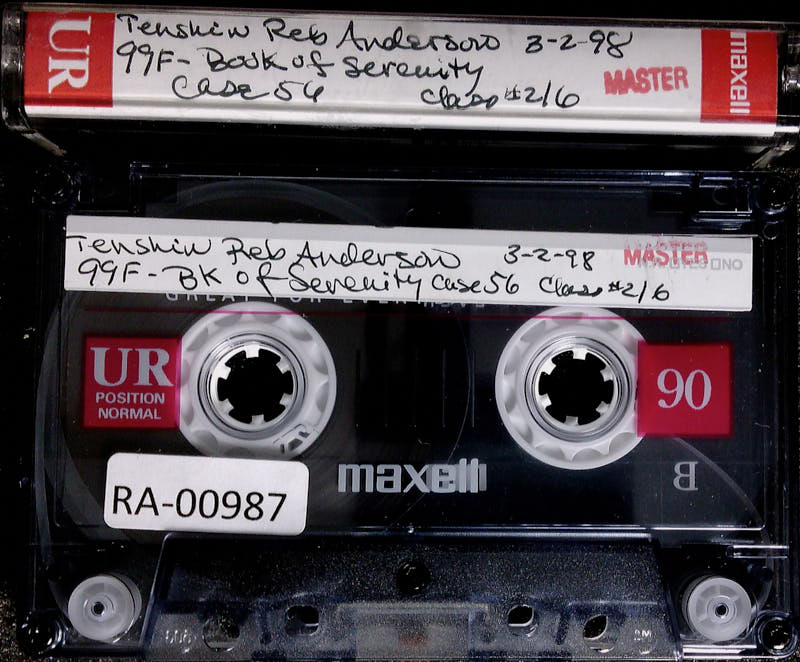 UR
Tenshin Reb Anderson 3-2-98
99F- Book of Serenity
MASTER
Case 56 Class #2/6
maxell
Tenshin Reb Anderson 3-2-98 MASTER
NO
99F- BK of Serenity Case 56 Class #2/6
UR
POSITION
NORMAL
90
maxell
B
RA-00987